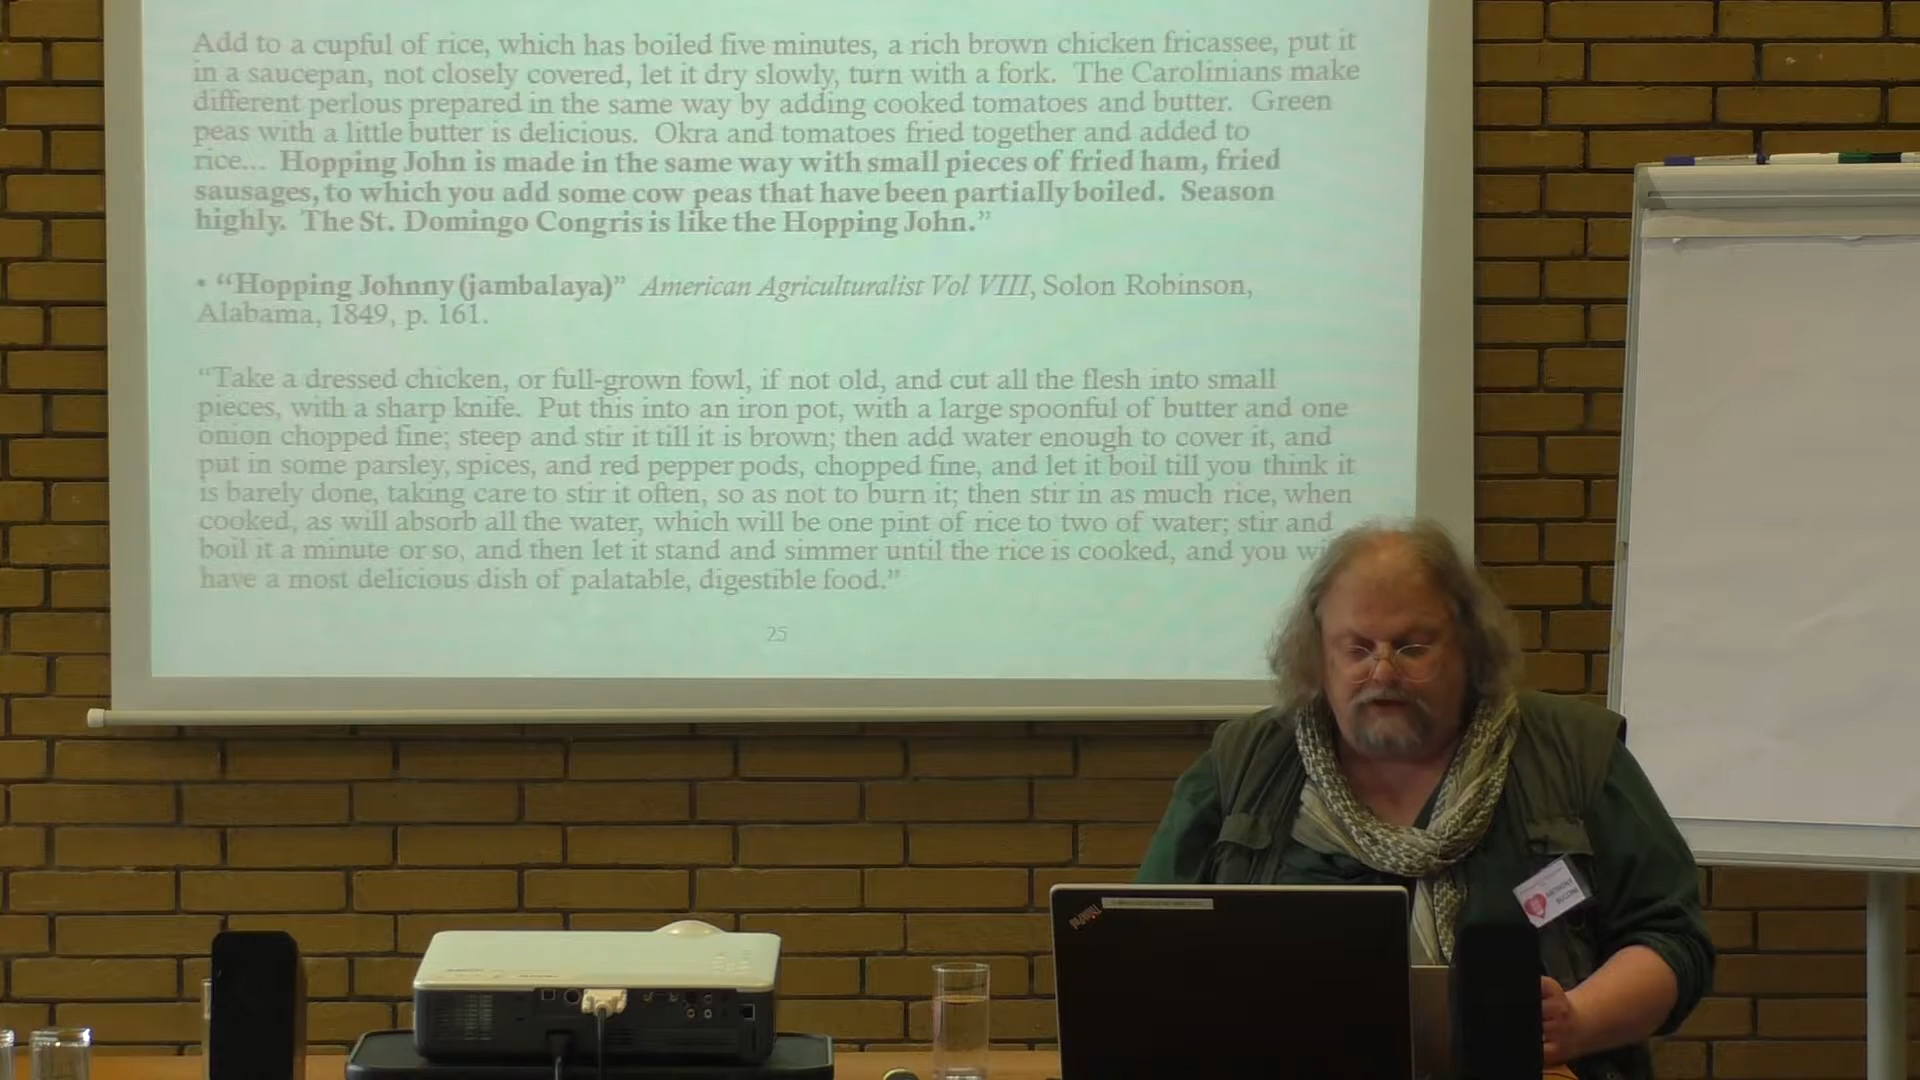 Add to a cupful of rice, which has boiled five minutes, a rich brown chicken fricassee, put it
in a saucepan, not closely covered, let it dry slowly, turn with a fork. The Carolinians make
different perlous prepared in the same way by adding cooked tomatoes and butter. Green
peas with a little butter is delicious. Okra and tomatoes fried together and added to
rice... Hopping John is made in the same way with small pieces of fried ham, fried
sausages, to which you add some cow peas that have been partially boiled. Season
highly. The St. Domingo Congris is like the Hopping John.”
• “Hopping Johnny (jambalaya)” American Agriculturalist Vol VIII, Solon Robinson,
Alabama, 1849, p. 161.
“Take a dressed chicken, or full-grown fowl, if not old, and cut all the flesh into small
pieces, with a sharp knife. Put this into an iron pot, with a large spoonful of butter and one
onion chopped fine; steep and stir it till it is brown; then add water enough to cover it, and
put in some parsley, spices, and red pepper pods, chopped fine, and let it boil till you think it
is barely done, taking care to stir it often, so as not to burn it; then stir in as much rice, when
cooked, as will absorb all the water, which will be one pint of rice to two of water; stir and
boil it a minute or so, and then let it stand and simmer until the rice is cooked, and you
have a most delicious dish of palatable, digestible food.”
25
ThinkPad